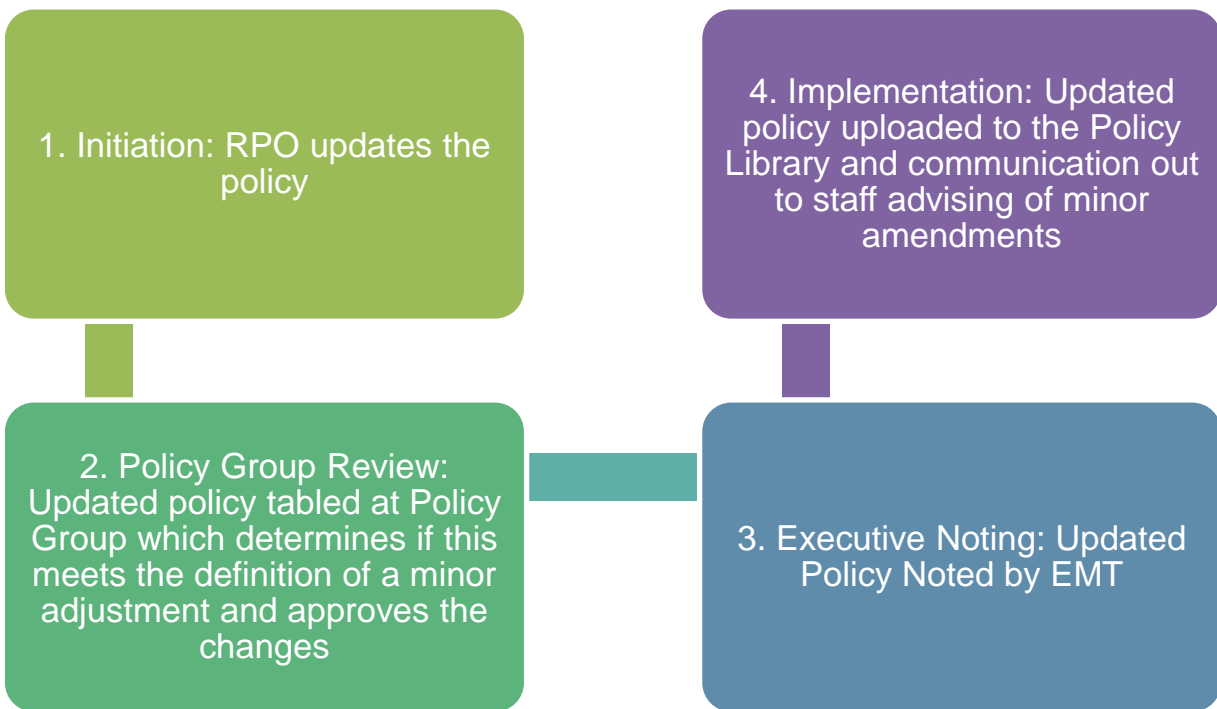 1. Initiation: RPO updates the
policy
2. Policy Group Review:
Updated policy tabled at Policy
Group which determines if this
meets the definition of a minor
adjustment and approves the
changes
3. Executive Noting: Updated
Policy Noted by EMT
4. Implementation: Updated
policy uploaded to the Policy
Library and communication out
to staff advising of minor
amendments